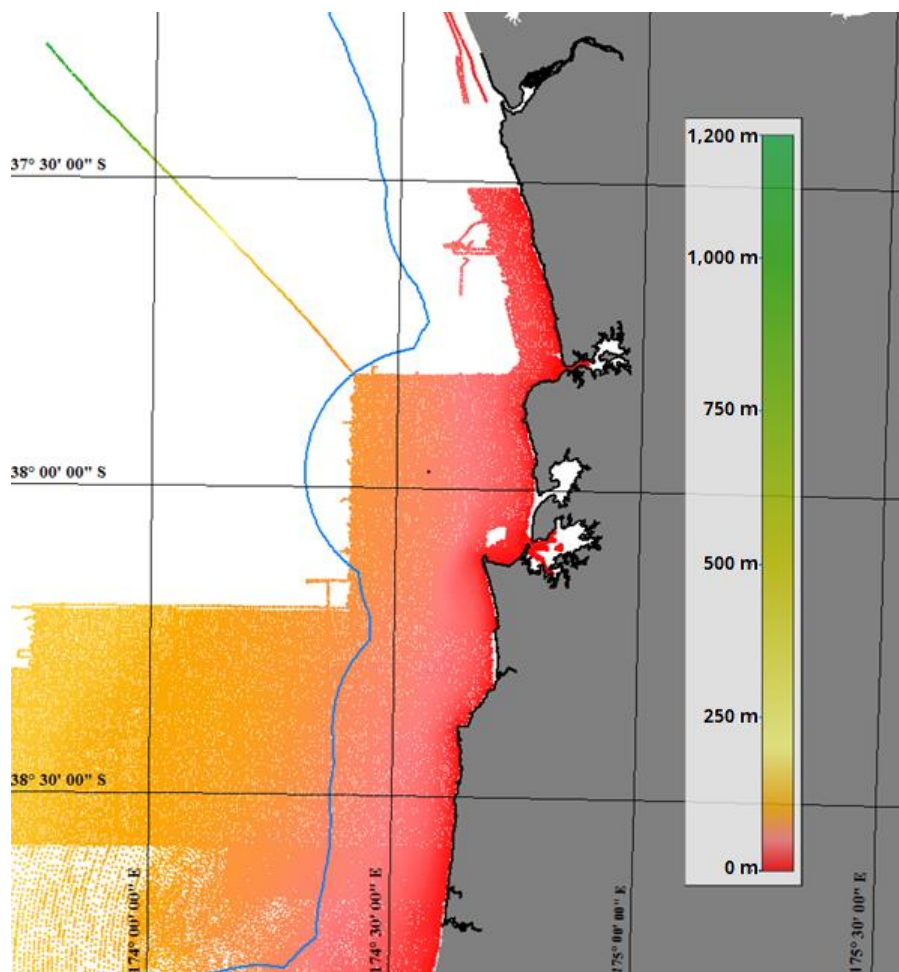 37° 30' 00" S
38° 00' 00" S
38° 30' 00" S
174° 00' 00" E
174° 30' 00" E
175° 00' 00" E
175° 30' 00" E
1,200 m
1,000 m
750 m
500 m
250 m
0 m